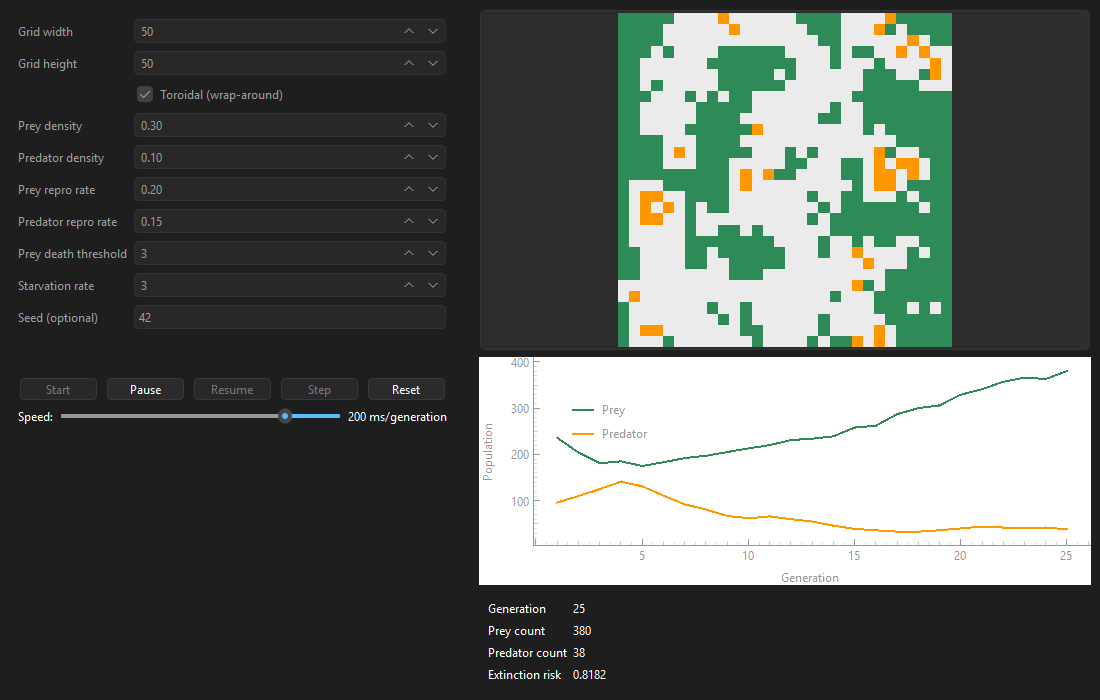 Grid width 50
Grid height 50
Toroidal (wrap-around)
Prey density 0.30
Predator density 0.10
Prey repro rate 0.20
Predator repro rate 0.15
Prey death threshold 3
Starvation rate 3
Seed (optional) 42
Start Pause Resume Step Reset
Speed: 200 ms/generation
400
300
200
100
Population
Prey
Predator
5 10 15 20 25
Generation
Generation 25
Prey count 380
Predator count 38
Extinction risk 0.8182